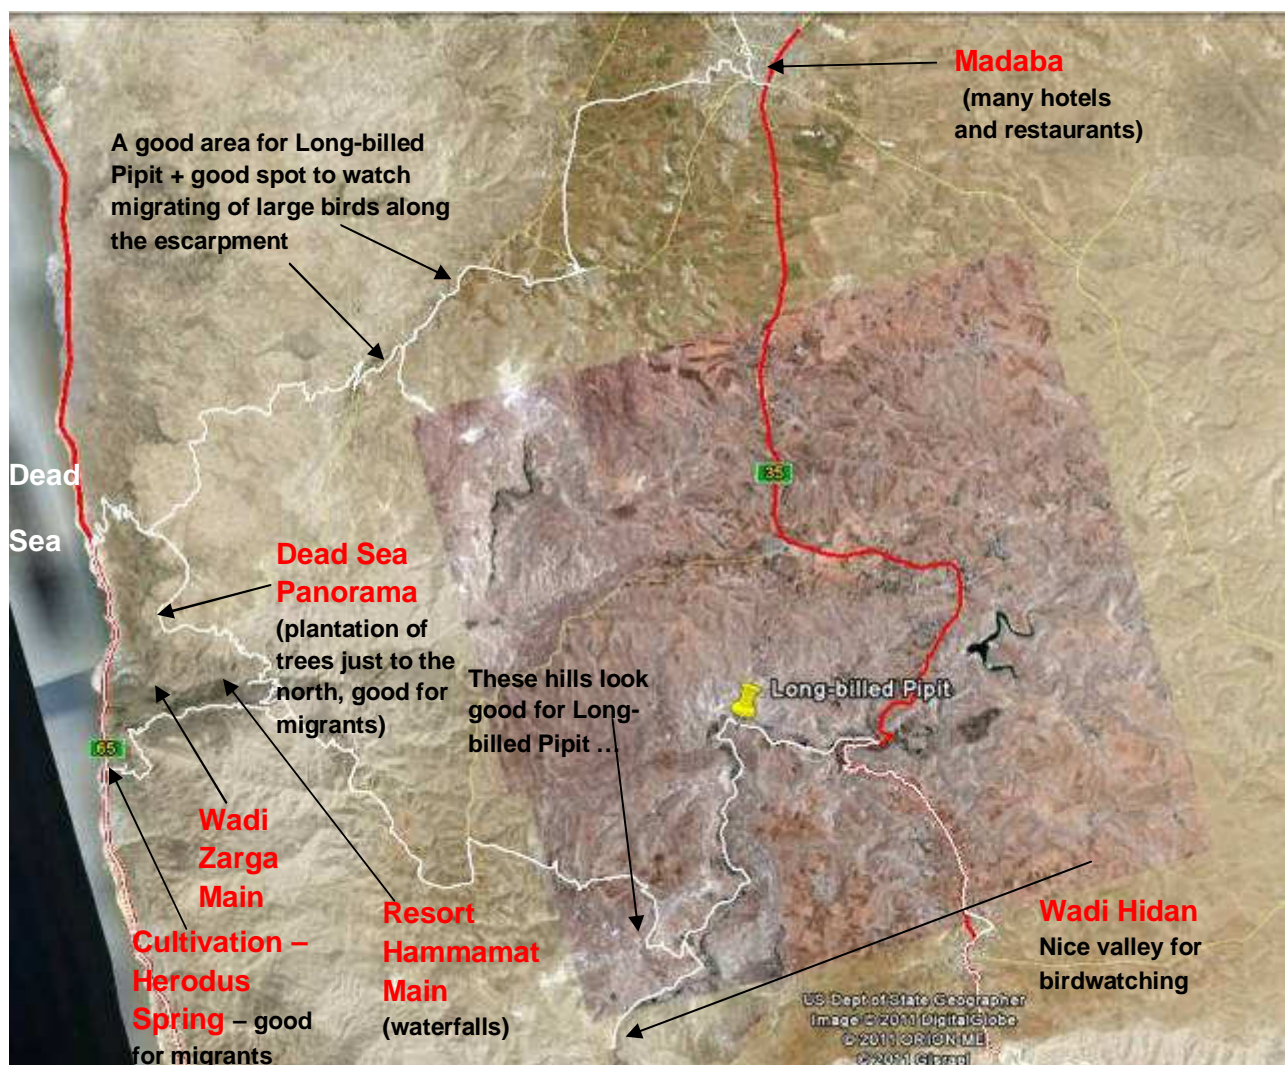 Madaba
(many hotels
and restaurants)
A good area for Long-billed
Pipit + good spot to watch
migrating of large birds along
the escarpment
35
Dead
Sea
Dead Sea
Panorama
(plantation of
trees just to the
north, good for
migrants)
These hills look
good for Long-
billed Pipit ...
Long-billed Pipit
65
Wadi
Zarga
Main
Cultivation –
Herodus
Spring – good
for migrants
Resort
Hammamat
Main
(waterfalls)
Wadi Hidan
Nice valley for
birdwatching
US Dept of State Geographer
Image © 2011 DigitalGlobe
© 2011 ORION-ME
© 2011 Gisrael